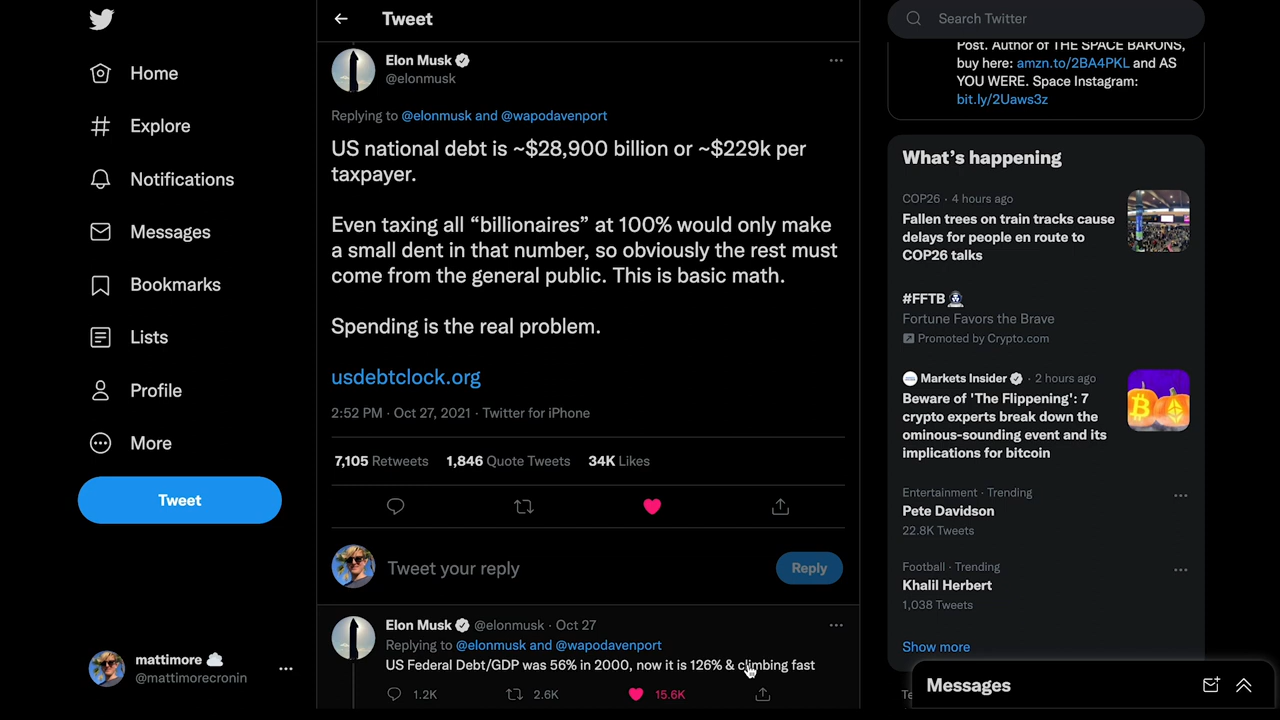 Home
Explore
Notifications
Messages
Bookmarks
Lists
Profile
More
Tweet
mattimore
@mattimorecronin
Tweet
Elon Musk
@elonmusk
Replying to @elonmusk and @wapodavenport
US national debt is ~$28,900 billion or ~$229k per
taxpayer.
Even taxing all “billionaires” at 100% would only make
a small dent in that number, so obviously the rest must
come from the general public. This is basic math.
Spending is the real problem.
usdebtclock.org
2:52 PM · Oct 27, 2021 · Twitter for iPhone
7,105 Retweets 1,846 Quote Tweets 34K Likes
Tweet your reply
Reply
Elon Musk @elonmusk · Oct 27
Replying to @elonmusk and @wapodavenport
US Federal Debt/GDP was 56% in 2000, now it is 126% & climbing fast
1.2K 2.6K 15.6K
Search Twitter
Post. Author of THE SPACE BARONS,
buy here: amzn.to/2BA4PKL and AS
YOU WERE. Space Instagram:
bit.ly/2Uaws3z
What’s happening
COP26 · 4 hours ago
Fallen trees on train tracks cause
delays for people en route to
COP26 talks
#FFTB
Fortune Favors the Brave
Promoted by Crypto.com
Markets Insider · 2 hours ago
Beware of 'The Flippening': 7
crypto experts break down the
ominous-sounding event and its
implications for bitcoin
Entertainment · Trending
Pete Davidson
22.8K Tweets
Football · Trending
Khalil Herbert
1,038 Tweets
Show more
Messages